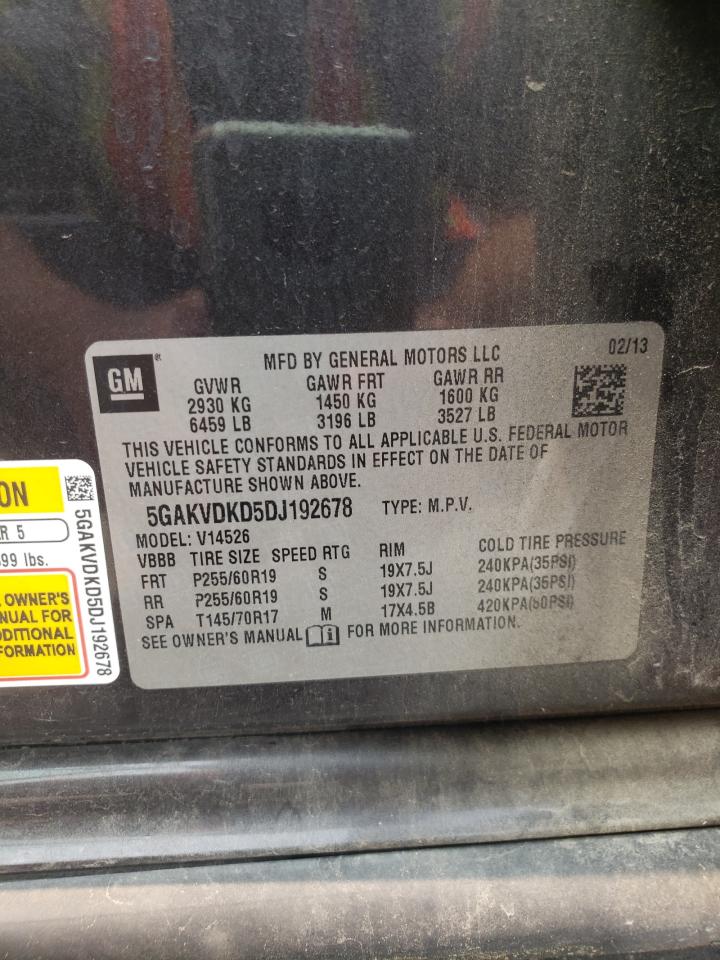 GM
®
MFD BY GENERAL MOTORS LLC
02/13
GVWR GAWR FRT GAWR RR
2930 KG 1450 KG 1600 KG
6459 LB 3196 LB 3527 LB
THIS VEHICLE CONFORMS TO ALL APPLICABLE U.S. FEDERAL MOTOR
VEHICLE SAFETY STANDARDS IN EFFECT ON THE DATE OF
MANUFACTURE SHOWN ABOVE.
5GAKVDKD5DJ192678 TYPE: M.P.V.
MODEL: V14526
VBBB TIRE SIZE SPEED RTG RIM COLD TIRE PRESSURE
FRT P255/60R19 S 19X7.5J 240KPA(35PSI)
RR P255/60R19 S 19X7.5J 240KPA(35PSI)
SPA T145/70R17 M 17X4.5B 420KPA(60PSI)
SEE OWNER'S MANUAL FOR MORE INFORMATION.
ON
R 5
99 lbs.
OWNER'S
NUAL FOR
DDITIONAL
FORMATION
5GAKVDKD5DJ192678